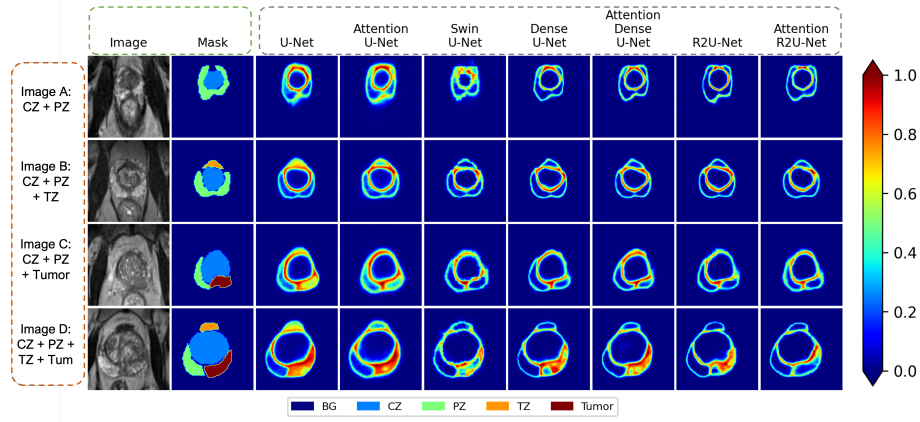 Attention
Attention Swin Dense Dense Attention
Image Mask U-Net U-Net U-Net U-Net U-Net R2U-Net R2U-Net
Image A:
CZ + PZ
Image B:
CZ + PZ
+ TZ
Image C:
CZ + PZ
+ Tumor
Image D:
CZ + PZ +
TZ + Tum
1.0
0.8
0.6
0.4
0.2
0.0
BG CZ PZ TZ Tumor